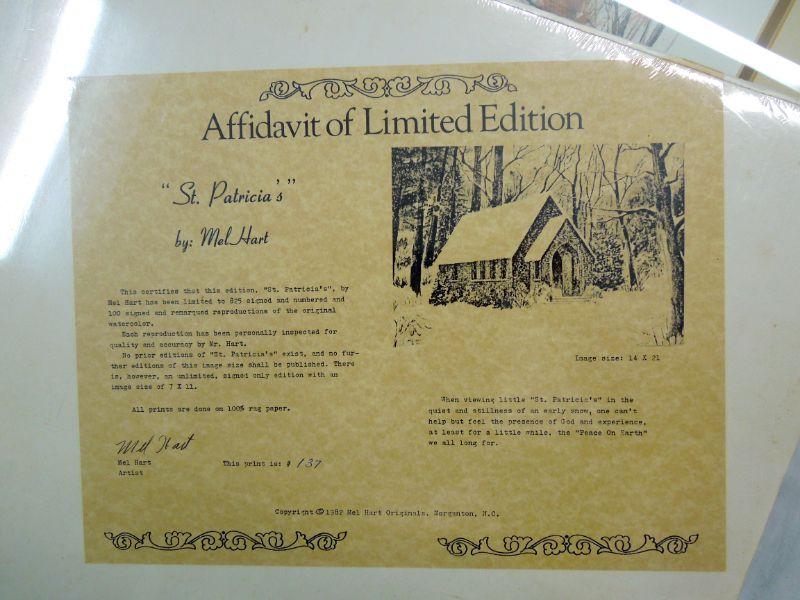 Affidavit of Limited Edition
"St. Patricia's"
by: Mel Hart
This certifies that this edition, "St. Patricia's", by
Mel Hart has been limited to 825 signed and numbered and
100 signed and remarqued reproductions of the original
watercolor.
Each reproduction has been personally inspected for
quality and accuracy by Mr. Hart.
No prior editions of "St. Patricia's" exist, and no fur-
ther editions of this image size shall be published. There
is, however, an unlimited, signed only edition with an
image size of 7 X 11.
All prints are done on 100% rag paper.
Mel Hart
Mel Hart
Artist
This print is: # 137
Image size: 14 X 21
When viewing little "St. Patricia's" in the
quiet and stillness of an early snow, one can't
help but feel the presence of God and experience,
at least for a little while, the "Peace On Earth"
we all long for.
Copyright © 1982 Mel Hart Originals, Morganton, N.C.